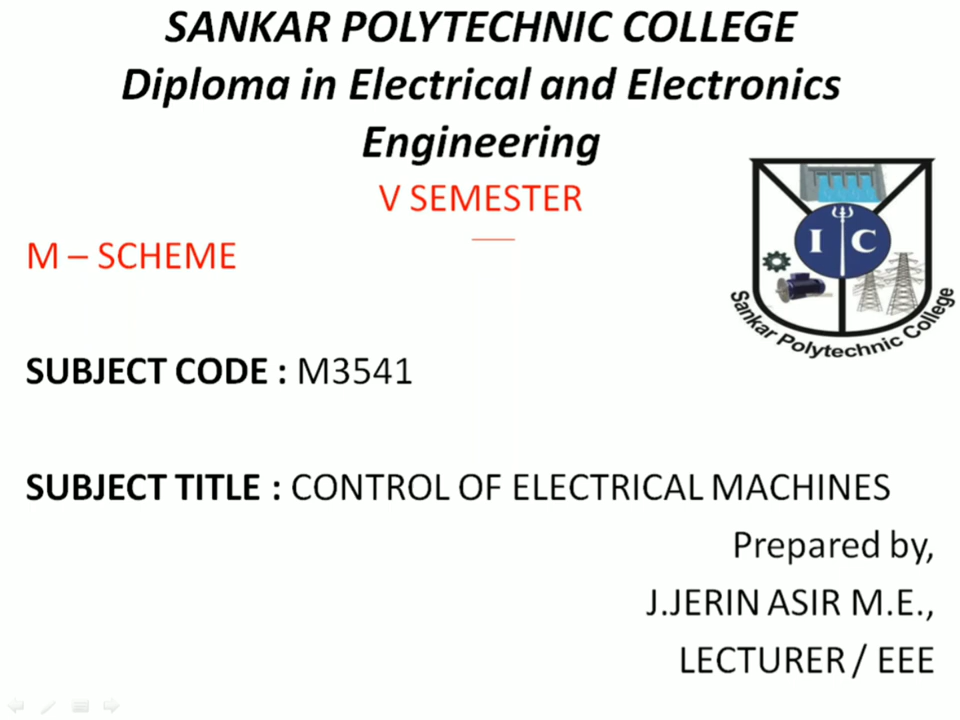 SANKAR POLYTECHNIC COLLEGE
Diploma in Electrical and Electronics
Engineering
V SEMESTER
M – SCHEME
I C
Sankar Polytechnic College
SUBJECT CODE : M3541
SUBJECT TITLE : CONTROL OF ELECTRICAL MACHINES
Prepared by,
J.JERIN ASIR M.E.,
LECTURER / EEE